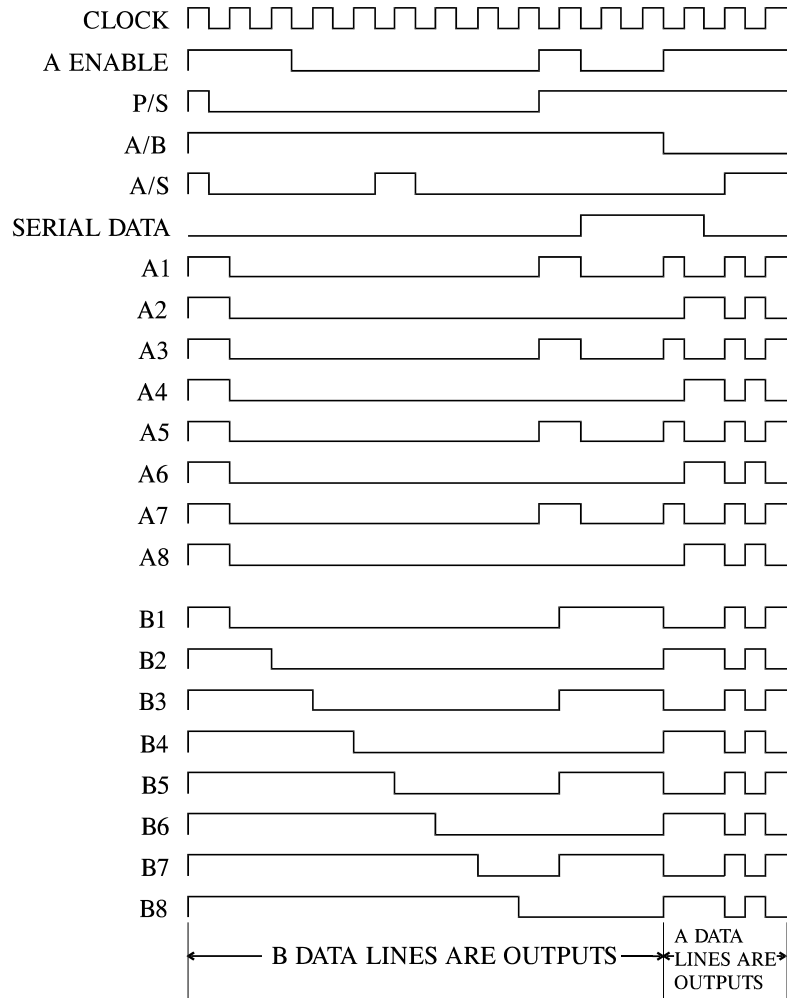 CLOCK
A ENABLE
P/S
A/B
A/S
SERIAL DATA
A1
A2
A3
A4
A5
A6
A7
A8
B1
B2
B3
B4
B5
B6
B7
B8
B DATA LINES ARE OUTPUTS
A DATA
LINES ARE
OUTPUTS